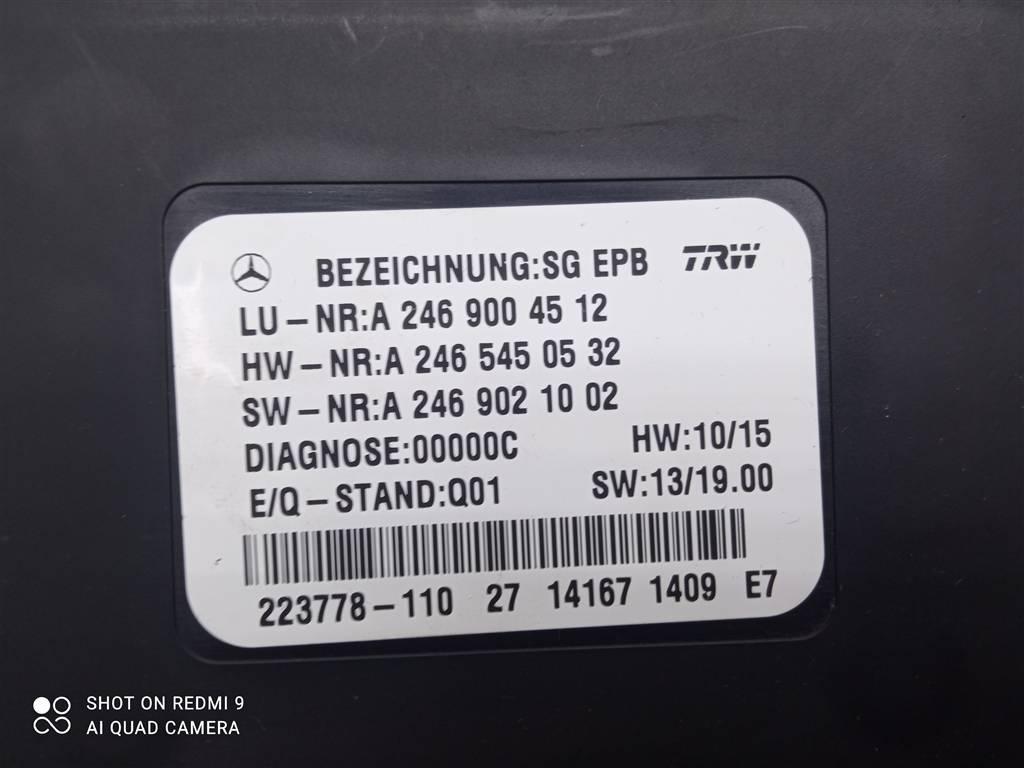 BEZEICHNUNG:SG EPB TRW
LU-NR:A 246 900 45 12
HW-NR:A 246 545 05 32
SW-NR:A 246 902 10 02
DIAGNOSE:00000C HW:10/15
E/Q-STAND:Q01 SW:13/19.00
223778-110 27 14167 1409 E7
SHOT ON REDMI 9
AI QUAD CAMERA